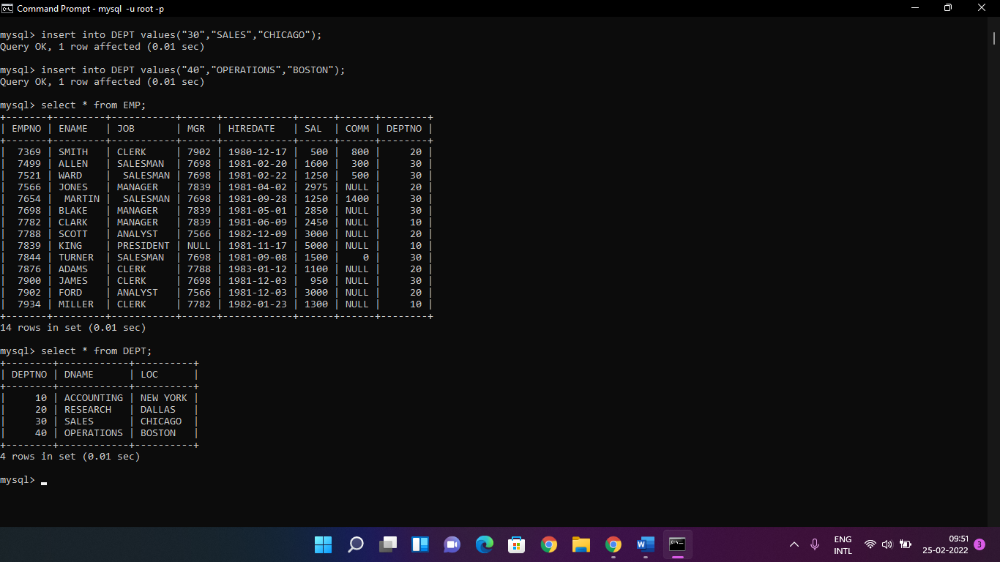 Command Prompt - mysql  -u root -p
mysql> insert into DEPT values("30","SALES","CHICAGO");
Query OK, 1 row affected (0.01 sec)
mysql> insert into DEPT values("40","OPERATIONS","BOSTON");
Query OK, 1 row affected (0.01 sec)
mysql> select * from EMP;
+-------+---------+-----------+------+------------+------+------+--------+
| EMPNO | ENAME   | JOB       | MGR  | HIREDATE   | SAL  | COMM | DEPTNO |
+-------+---------+-----------+------+------------+------+------+--------+
|  7369 | SMITH   | CLERK     | 7902 | 1980-12-17 |  500 |  800 |     20 |
|  7499 | ALLEN   | SALESMAN  | 7698 | 1981-02-20 | 1600 |  300 |     30 |
|  7521 | WARD    |  SALESMAN | 7698 | 1981-02-22 | 1250 |  500 |     30 |
|  7566 | JONES   | MANAGER   | 7839 | 1981-04-02 | 2975 | NULL |     20 |
|  7654 |  MARTIN |  SALESMAN | 7698 | 1981-09-28 | 1250 | 1400 |     30 |
|  7698 | BLAKE   | MANAGER   | 7839 | 1981-05-01 | 2850 | NULL |     30 |
|  7782 | CLARK   | MANAGER   | 7839 | 1981-06-09 | 2450 | NULL |     10 |
|  7788 | SCOTT   | ANALYST   | 7566 | 1982-12-09 | 3000 | NULL |     20 |
|  7839 | KING    | PRESIDENT | NULL | 1981-11-17 | 5000 | NULL |     10 |
|  7844 | TURNER  | SALESMAN  | 7698 | 1981-09-08 | 1500 |    0 |     30 |
|  7876 | ADAMS   | CLERK     | 7788 | 1983-01-12 | 1100 | NULL |     20 |
|  7900 | JAMES   | CLERK     | 7698 | 1981-12-03 |  950 | NULL |     30 |
|  7902 | FORD    | ANALYST   | 7566 | 1981-12-03 | 3000 | NULL |     20 |
|  7934 | MILLER  | CLERK     | 7782 | 1982-01-23 | 1300 | NULL |     10 |
+-------+---------+-----------+------+------------+------+------+--------+
14 rows in set (0.01 sec)
mysql> select * from DEPT;
+--------+------------+----------+
| DEPTNO | DNAME      | LOC      |
+--------+------------+----------+
|     10 | ACCOUNTING | NEW YORK |
|     20 | RESEARCH   | DALLAS   |
|     30 | SALES      | CHICAGO  |
|     40 | OPERATIONS | BOSTON   |
+--------+------------+----------+
4 rows in set (0.01 sec)
mysql>
ENG
INTL
09:51
25-02-2022
3